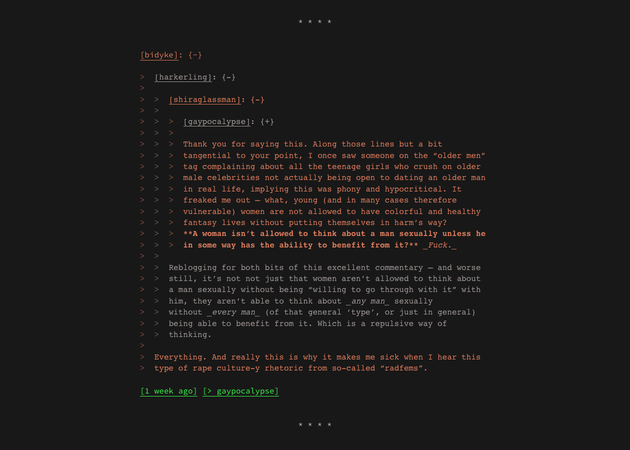 * * * *
[bidyke]: {-}
> [harkerling]: {-}
>
> > [shiraglassman]: {-}
> >
> > > [gaypocalypse]: {+}
> > >
> > > Thank you for saying this. Along those lines but a bit
> > > tangential to your point, I once saw someone on the “older men”
> > > tag complaining about all the teenage girls who crush on older
> > > male celebrities not actually being open to dating an older man
> > > in real life, implying this was phony and hypocritical. It
> > > freaked me out — what, young (and in many cases therefore
> > > vulnerable) women are not allowed to have colorful and healthy
> > > fantasy lives without putting themselves in harm’s way?
> > > **A woman isn’t allowed to think about a man sexually unless he
> > > in some way has the ability to benefit from it?** _Fuck._
> >
> > Reblogging for both bits of this excellent commentary — and worse
> > still, it’s not not just that women aren’t allowed to think about
> > a man sexually without being “willing to go through with it” with
> > him, they aren’t able to think about _any man_ sexually
> > without _every man_ (of that general ‘type’, or just in general)
> > being able to benefit from it. Which is a repulsive way of
> > thinking.
>
> Everything. And really this is why it makes me sick when I hear this
> type of rape culture-y rhetoric from so-called “radfems”.
[1 week ago] [> gaypocalypse]
* * * *